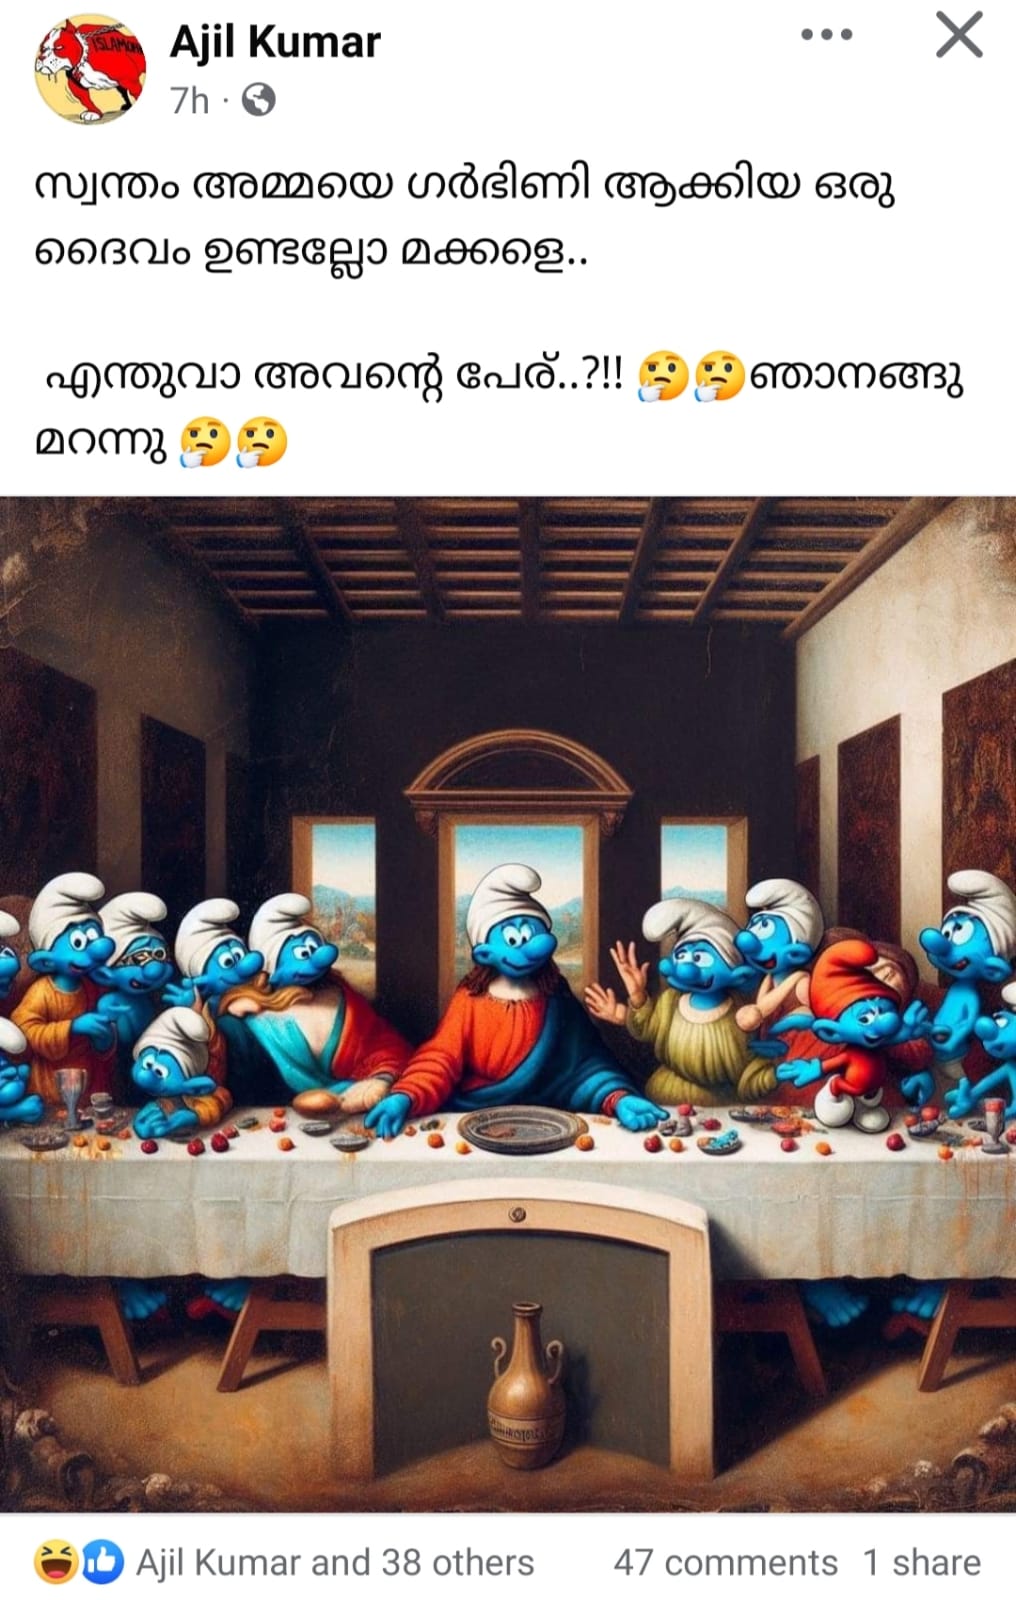 Ajil Kumar
7h
സ്വന്തം അമ്മയെ ഗർഭിണി ആക്കിയ ഒരു
ദൈവം ഉണ്ടല്ലോ മക്കളെ..
എന്തുവാ അവന്റെ പേര്..?!! 🤔🤔ഞാനങ്ങു
മറന്നു 🤔🤔
Ajil Kumar and 38 others 47 comments 1 share